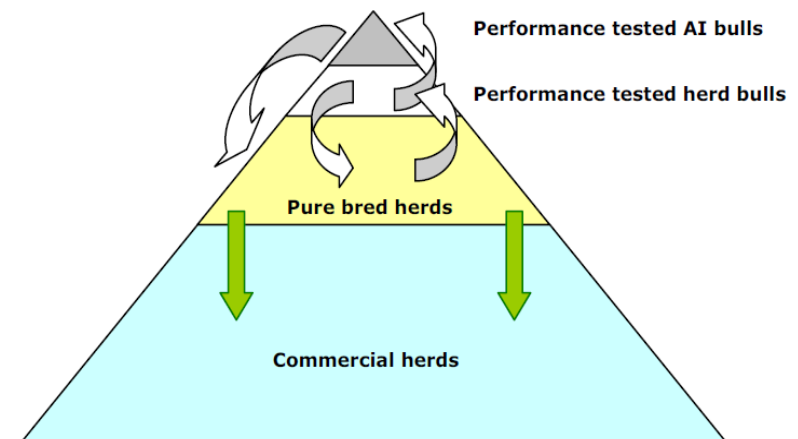 Performance tested AI bulls
Performance tested herd bulls
Pure bred herds
Commercial herds